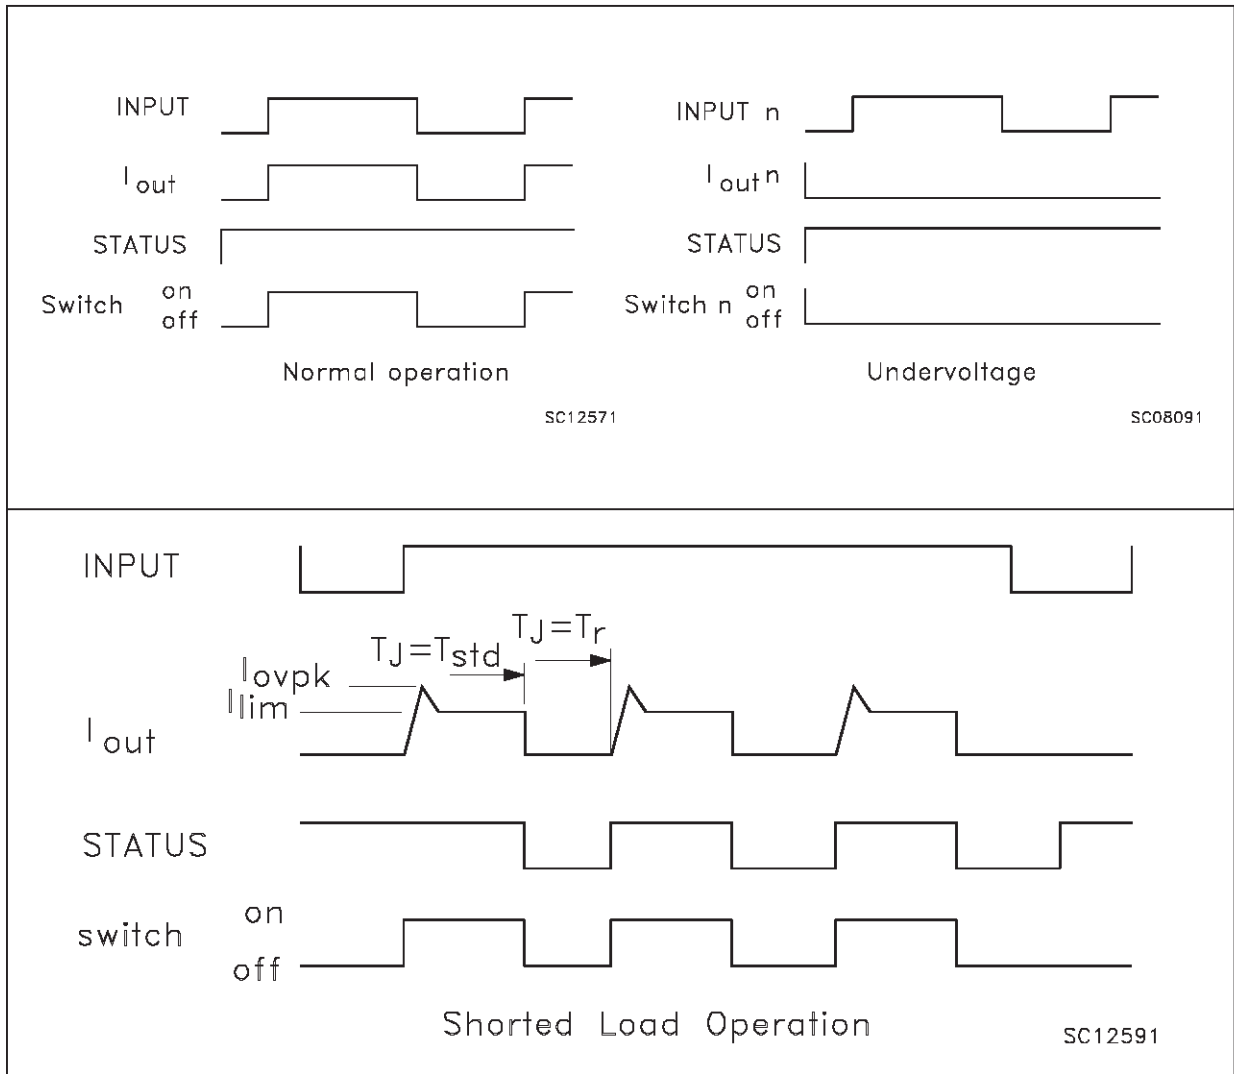 INPUT
I out
STATUS
Switch on
off
Normal operation
SC12571
INPUT n
I out n
STATUS
Switch n on
off
Undervoltage
SC08091
INPUT
TJ=Tstd
TJ=Tr
Iovpk
Ilim
I out
STATUS
switch on
off
Shorted Load Operation
SC12591